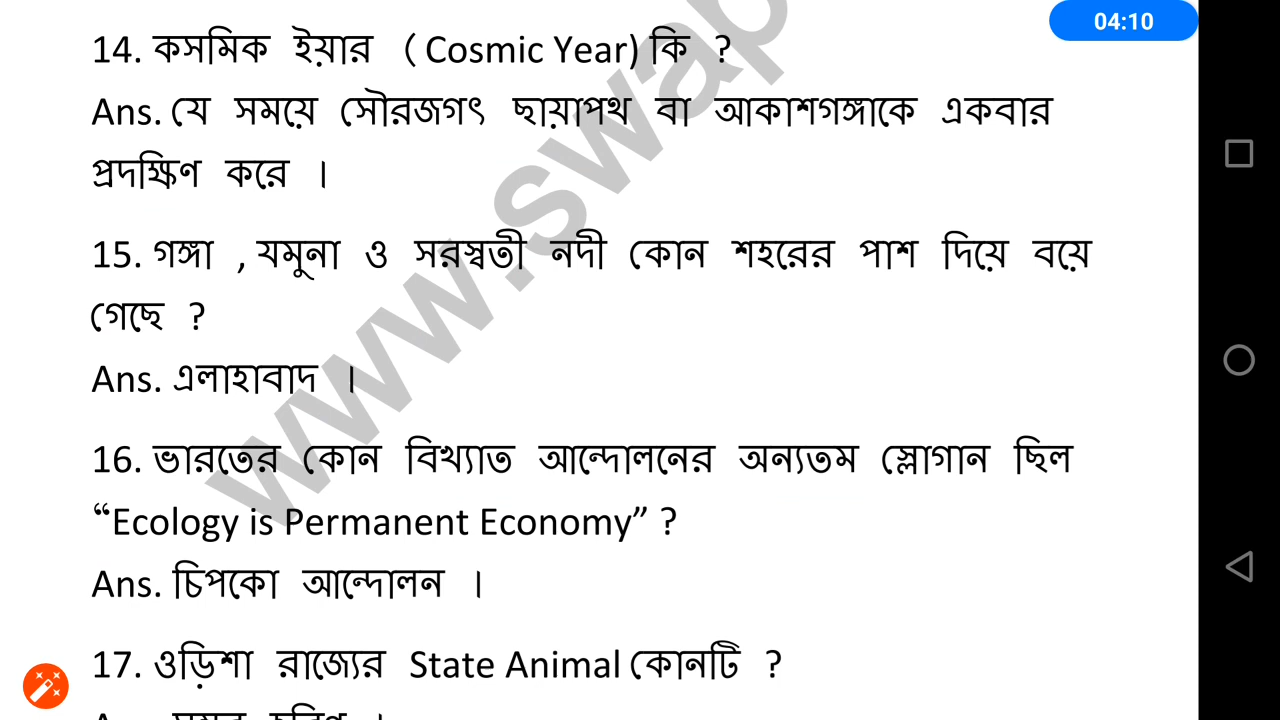 04:10
14. কসমিক ইয়ার ( Cosmic Year) কি ?
Ans. যে সময়ে সৌরজগৎ ছায়াপথ বা আকাশগঙ্গাকে একবার
প্রদক্ষিণ করে ।
15. গঙ্গা , যমুনা ও সরস্বতী নদী কোন শহরের পাশ দিয়ে বয়ে
গেছে ?
Ans. এলাহাবাদ ।
16. ভারতের কোন বিখ্যাত আন্দোলনের অন্যতম স্লোগান ছিল
“Ecology is Permanent Economy” ?
Ans. চিপকো আন্দোলন ।
17. ওড়িশা রাজ্যের State Animal কোনটি ?
www.swap